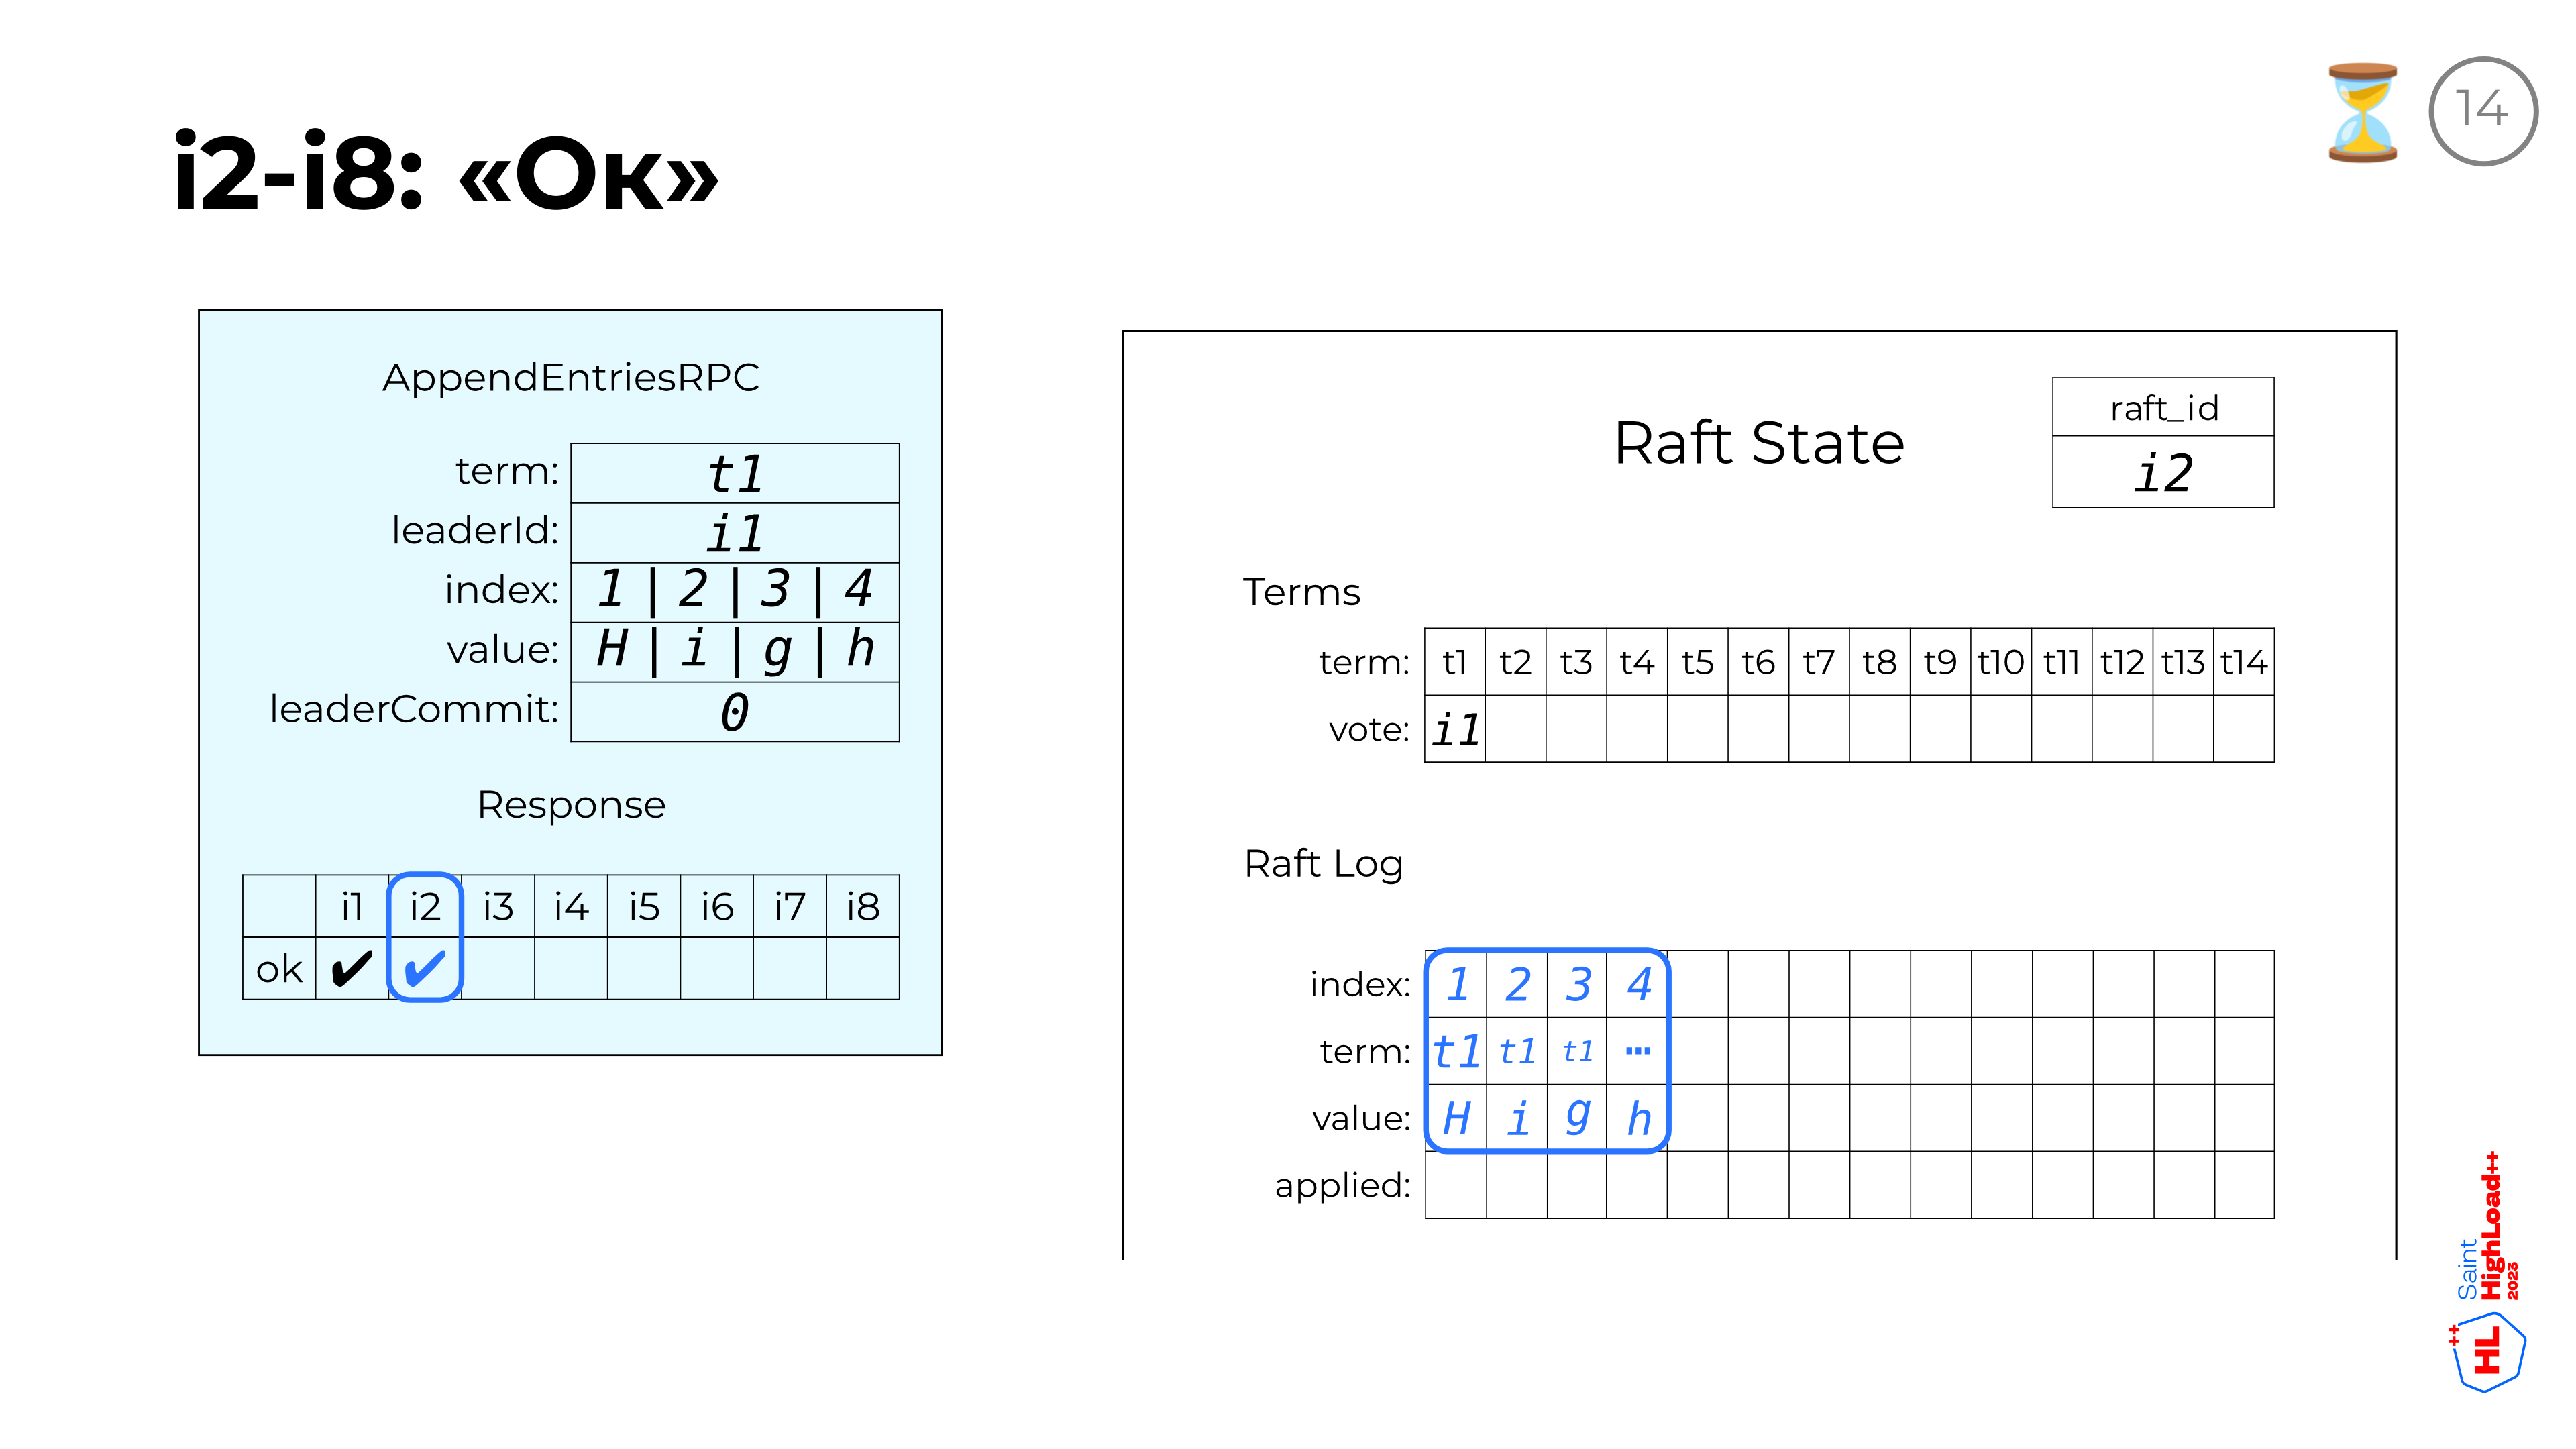 14
i2-i8: «Ок»
AppendEntriesRPC
term: t1
leaderId: i1
index: 1 | 2 | 3 | 4
value: H | i | g | h
leaderCommit: 0
Response
i1 i2 i3 i4 i5 i6 i7 i8
ok ✔ ✔
Raft State
raft_id
i2
Terms
term: t1 t2 t3 t4 t5 t6 t7 t8 t9 t10 t11 t12 t13 t14
vote: i1
Raft Log
index: 1 2 3 4
term: t1 t1 t1 …
value: H i g h
applied:
Saint
HighLoad++
2023
HL++